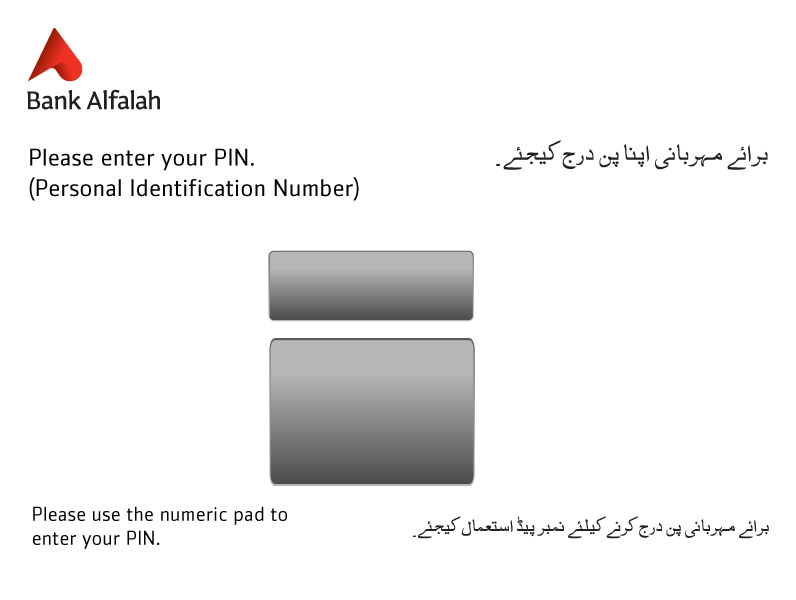 Bank Alfalah
Please enter your PIN.
(Personal Identification Number)
برائے مہربانی اپنا پن درج کیجئے۔
Please use the numeric pad to
enter your PIN.
برائے مہربانی پن درج کرنے کیلئے نمبر پیڈ استعمال کیجئے۔